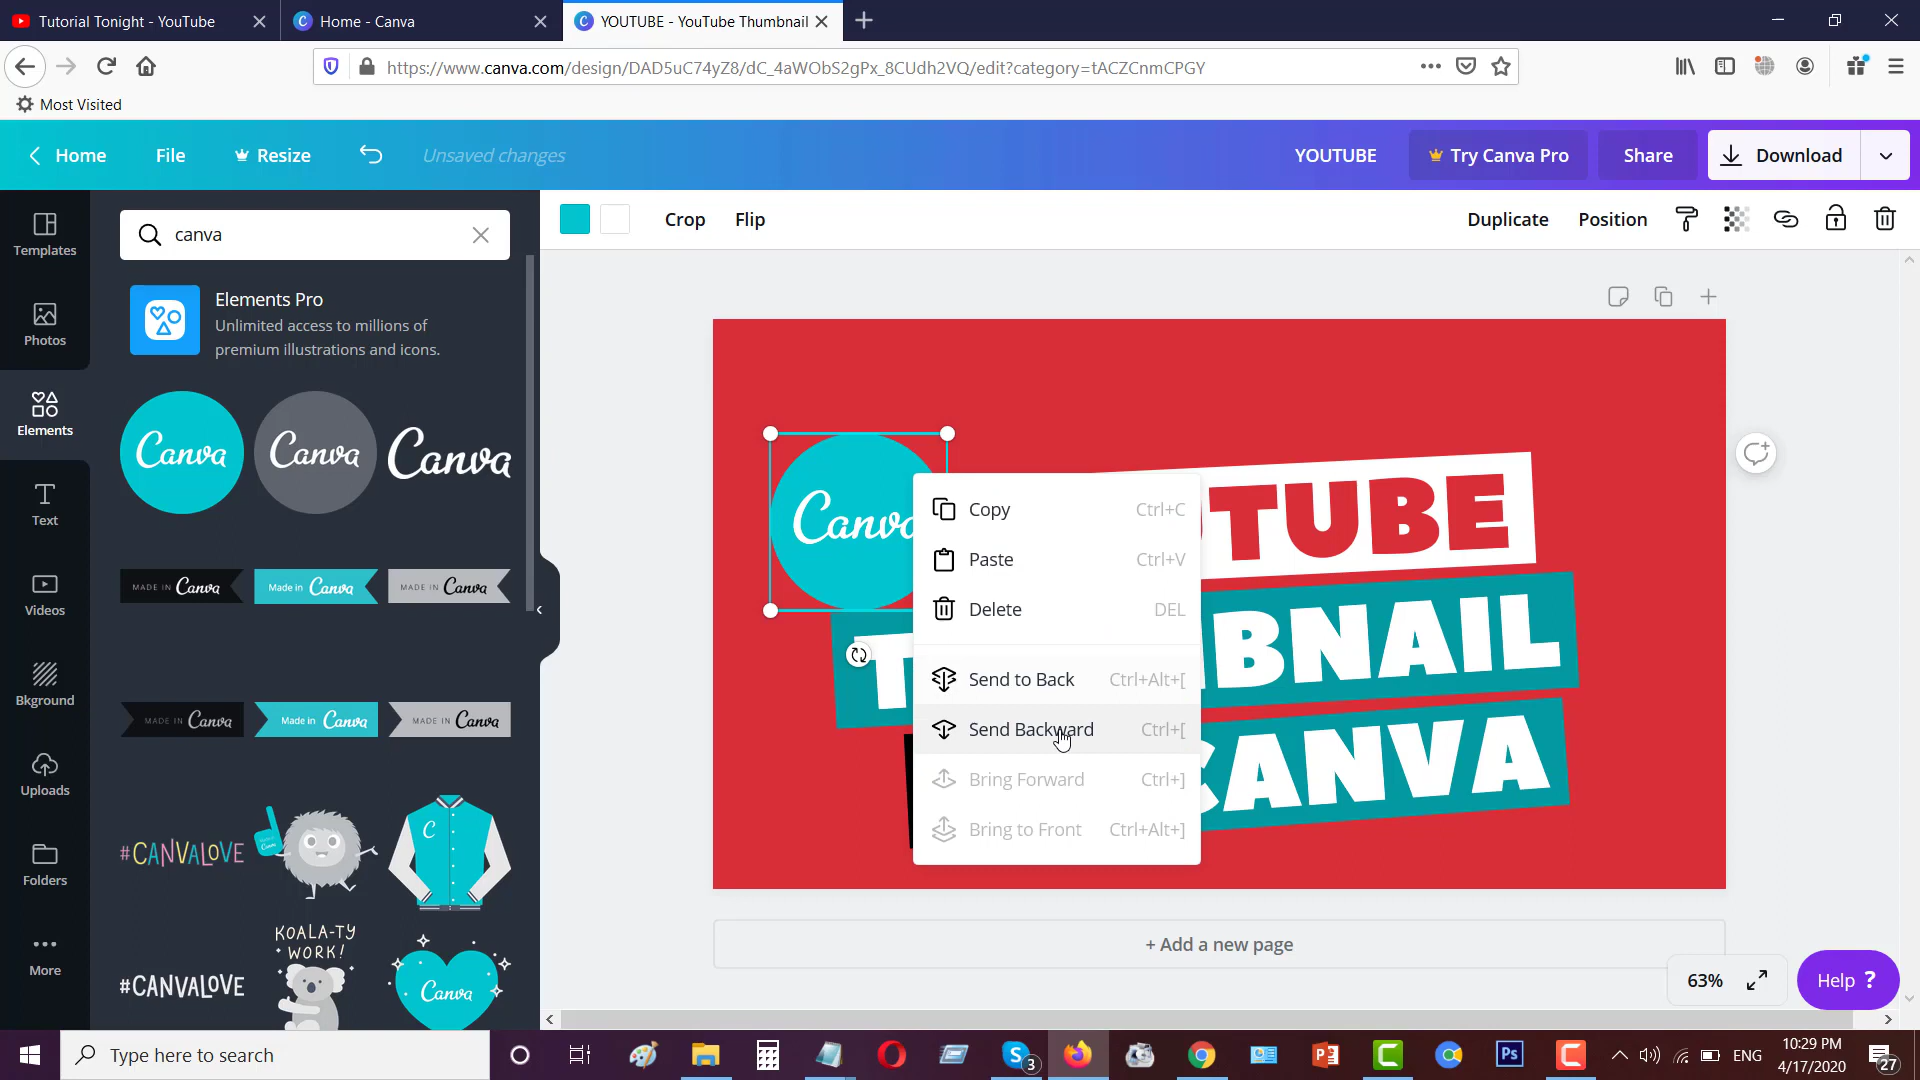 Tutorial Tonight - YouTube
Home - Canva
YOUTUBE - YouTube Thumbnail
https://www.canva.com/design/DAD5uC74yZ8/dC_4aWObS2gPx_8CUdh2VQ/edit?category=tACZCnmCPGY
Most Visited
Home
File
Resize
Unsaved changes
YOUTUBE
Try Canva Pro
Share
Download
Templates
Photos
Elements
Text
Videos
Bkground
Uploads
Folders
More
canva
Elements Pro
Unlimited access to millions of
premium illustrations and icons.
Canva Canva Canva
MADE IN Canva Made in Canva MADE IN Canva
MADE IN Canva Made in Canva MADE IN Canva
#CANVALOVE
C
KOALA-TY
WORK!
#CANVALOVE
Canva
Crop
Flip
Duplicate
Position
Canva
TUBE
T
BNAIL
CANVA
Copy Ctrl+C
Paste Ctrl+V
Delete DEL
Send to Back Ctrl+Alt+[
Send Backward Ctrl+[
Bring Forward Ctrl+]
Bring to Front Ctrl+Alt+]
+ Add a new page
63%
Help ?
Type here to search
3
Ps
ENG
10:29 PM
4/17/2020
27